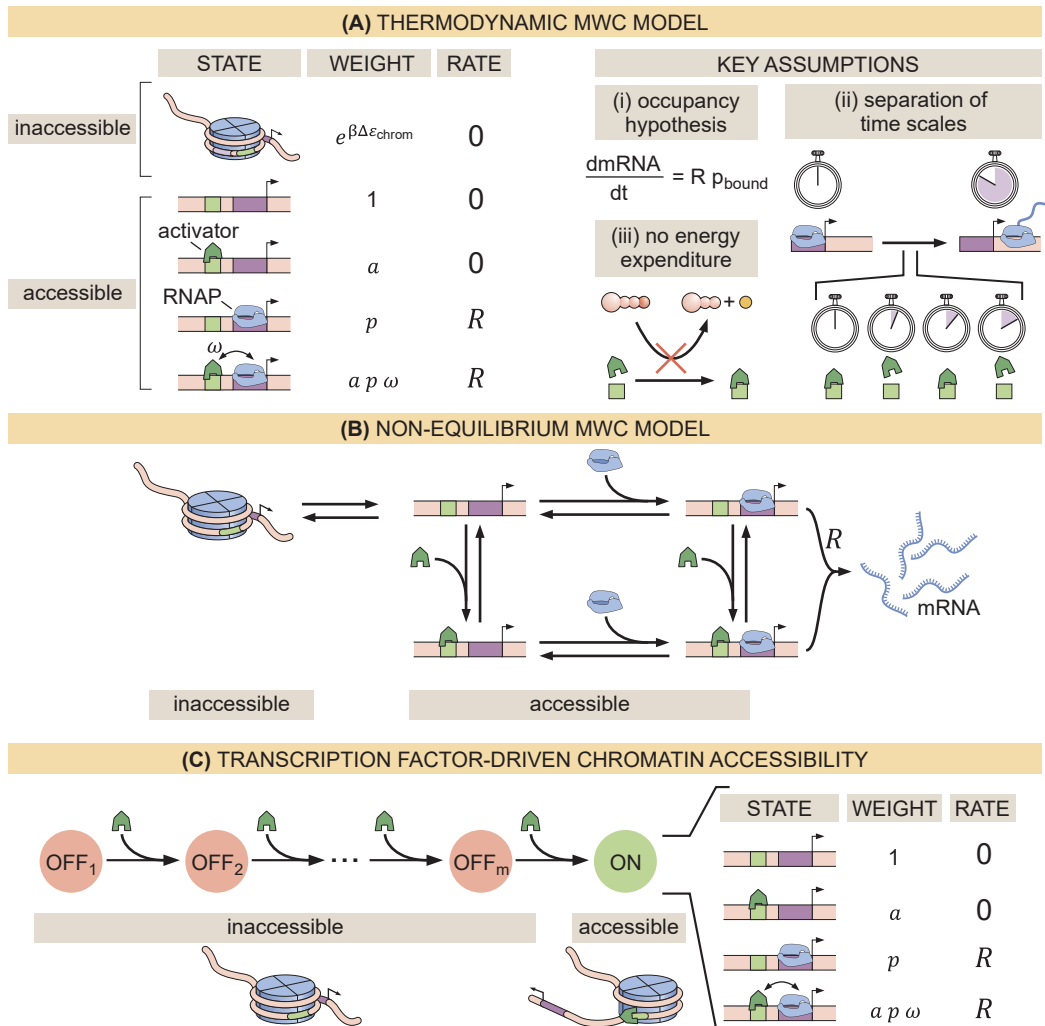 (A) THERMODYNAMIC MWC MODEL
STATE WEIGHT RATE
inaccessible
e^βΔε_chrom 0
accessible
1 0
activator
a 0
RNAP
p R
ω
a p ω R
KEY ASSUMPTIONS
(i) occupancy
hypothesis
dmRNA/dt = R p_bound
(ii) separation of
time scales
(iii) no energy
expenditure
+
(B) NON-EQUILIBRIUM MWC MODEL
R
mRNA
inaccessible accessible
(C) TRANSCRIPTION FACTOR-DRIVEN CHROMATIN ACCESSIBILITY
OFF_1 OFF_2 ... OFF_m ON
inaccessible accessible
STATE WEIGHT RATE
1 0
a 0
p R
a p ω R